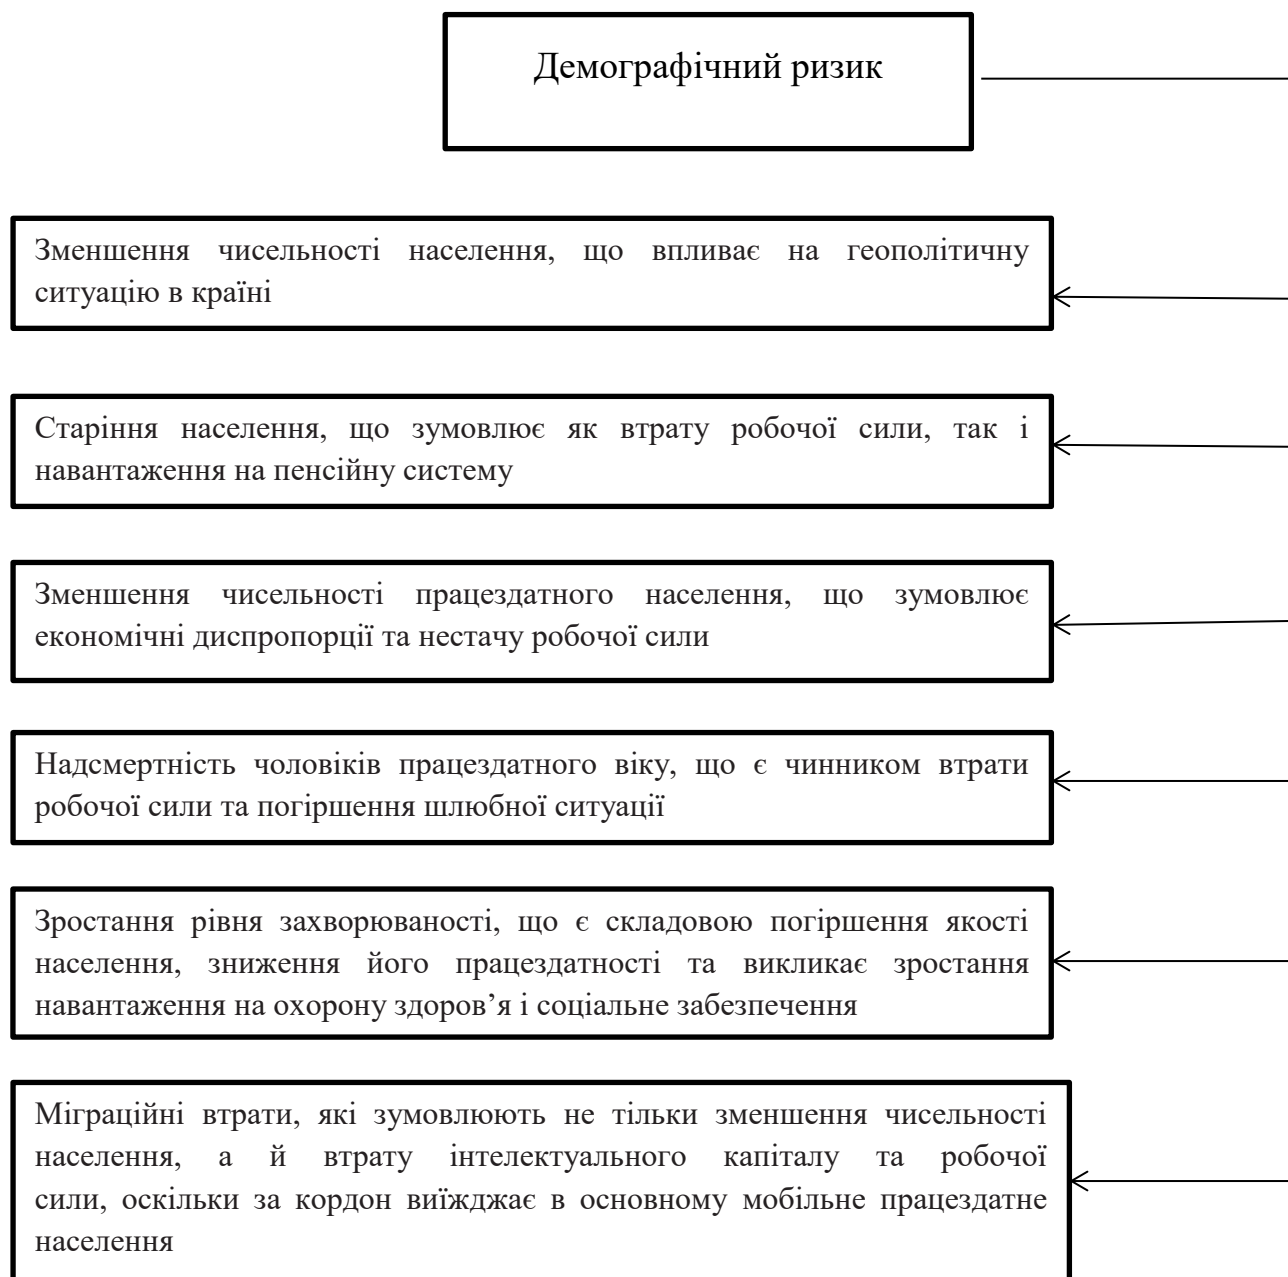 Демографічний ризик
Зменшення чисельності населення, що впливає на геополітичну
ситуацію в країні
Старіння населення, що зумовлює як втрату робочої сили, так і
навантаження на пенсійну систему
Зменшення чисельності працездатного населення, що зумовлює
економічні диспропорції та нестачу робочої сили
Надсмертність чоловіків працездатного віку, що є чинником втрати
робочої сили та погіршення шлюбної ситуації
Зростання рівня захворюваності, що є складовою погіршення якості
населення, зниження його працездатності та викликає зростання
навантаження на охорону здоров’я і соціальне забезпечення
Міграційні втрати, які зумовлюють не тільки зменшення чисельності
населення, а й втрату інтелектуального капіталу та робочої
сили, оскільки за кордон виїжджає в основному мобільне працездатне
населення